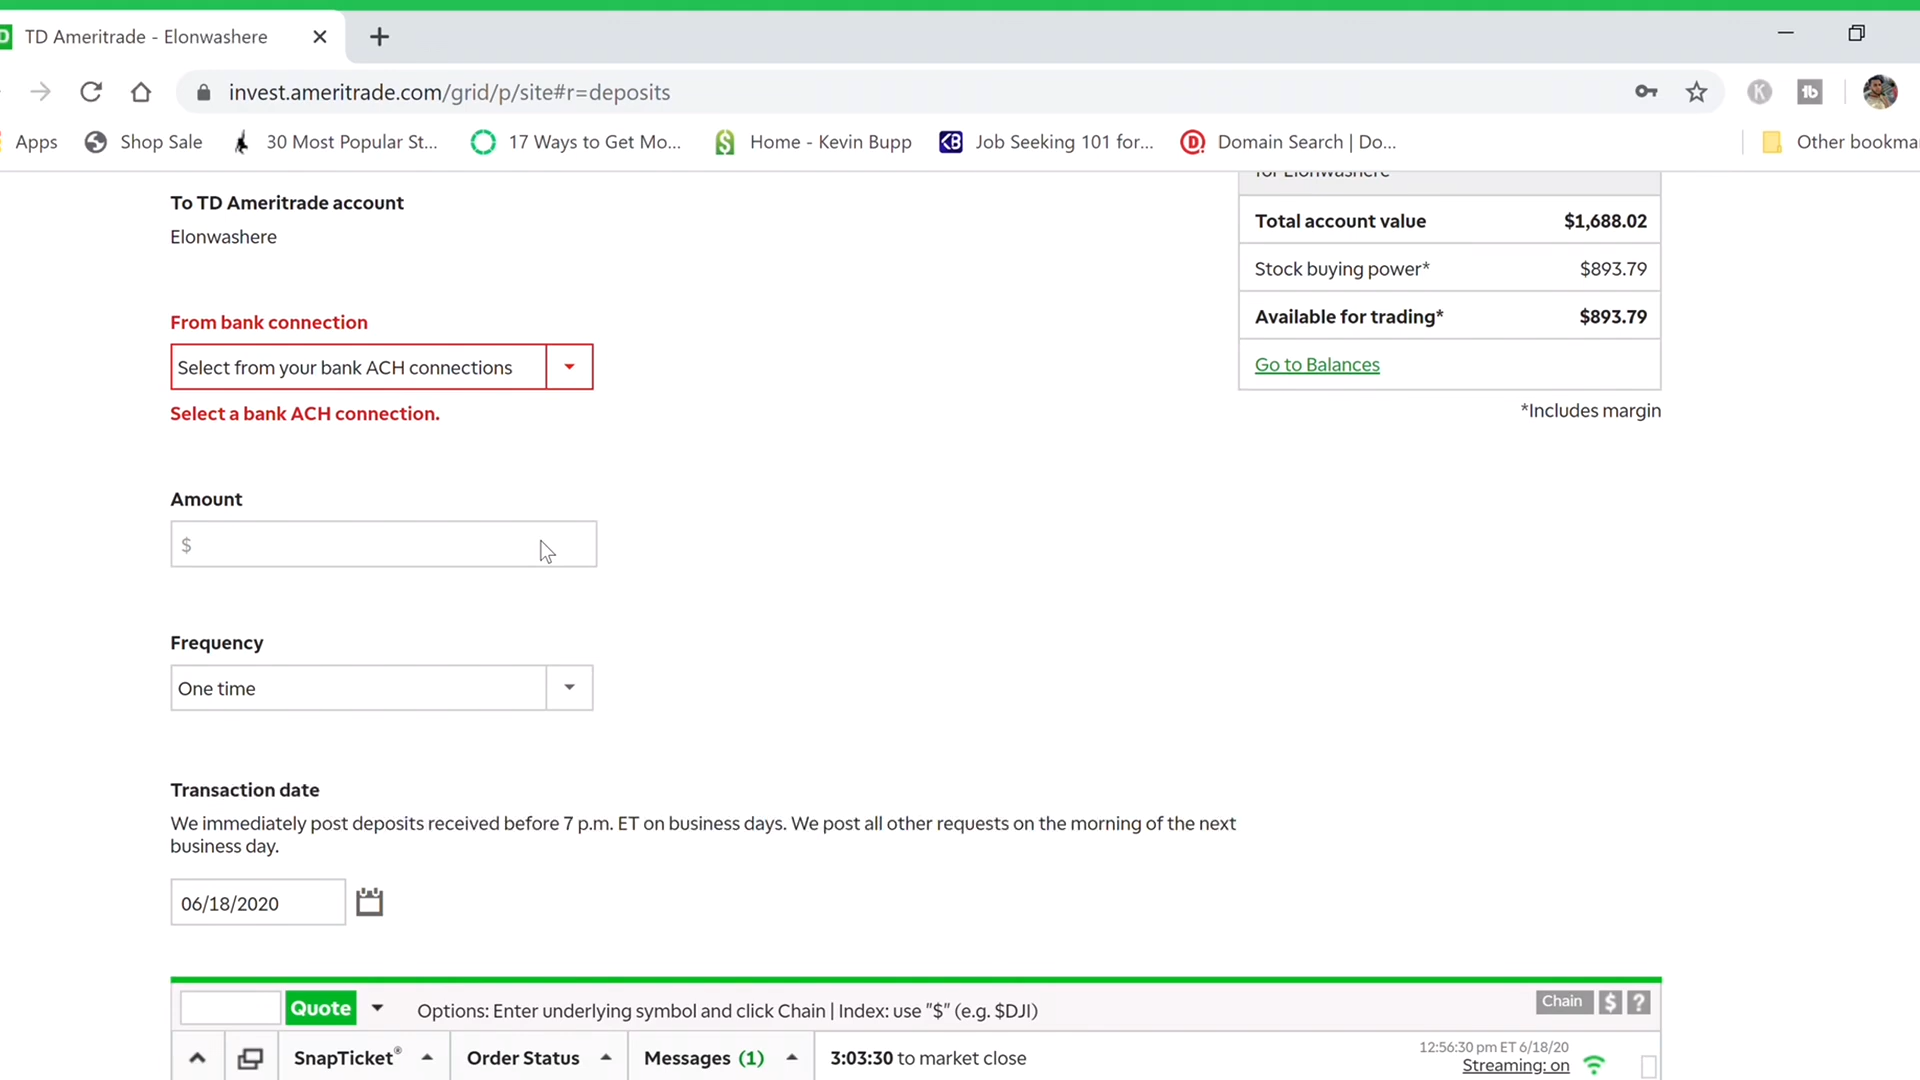 TD Ameritrade - Elonwashere
invest.ameritrade.com/grid/p/site#r=deposits
K
tb
Apps
Shop Sale
30 Most Popular St...
17 Ways to Get Mo...
Home - Kevin Bupp
KB
Job Seeking 101 for...
Domain Search | Do...
Other bookma
for Elonwashere
To TD Ameritrade account
Elonwashere
Total account value $1,688.02
Stock buying power* $893.79
Available for trading* $893.79
Go to Balances
*Includes margin
From bank connection
Select from your bank ACH connections
Select a bank ACH connection.
Amount
$
Frequency
One time
Transaction date
We immediately post deposits received before 7 p.m. ET on business days. We post all other requests on the morning of the next
business day.
06/18/2020
Quote
Options: Enter underlying symbol and click Chain | Index: use "$" (e.g. $DJI)
Chain $ ?
SnapTicket® Order Status Messages (1) 3:03:30 to market close
12:56:30 pm ET 6/18/20
Streaming: on